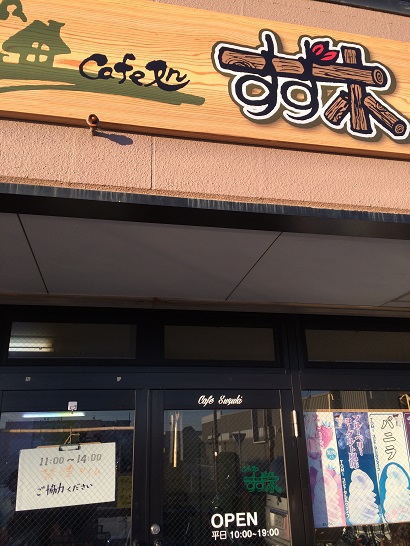 Cafe en
すず木
Cafe Suzuki
11:00～14:00
ご協力ください
すず木
OPEN
平日 10:00~19:00
バニラ